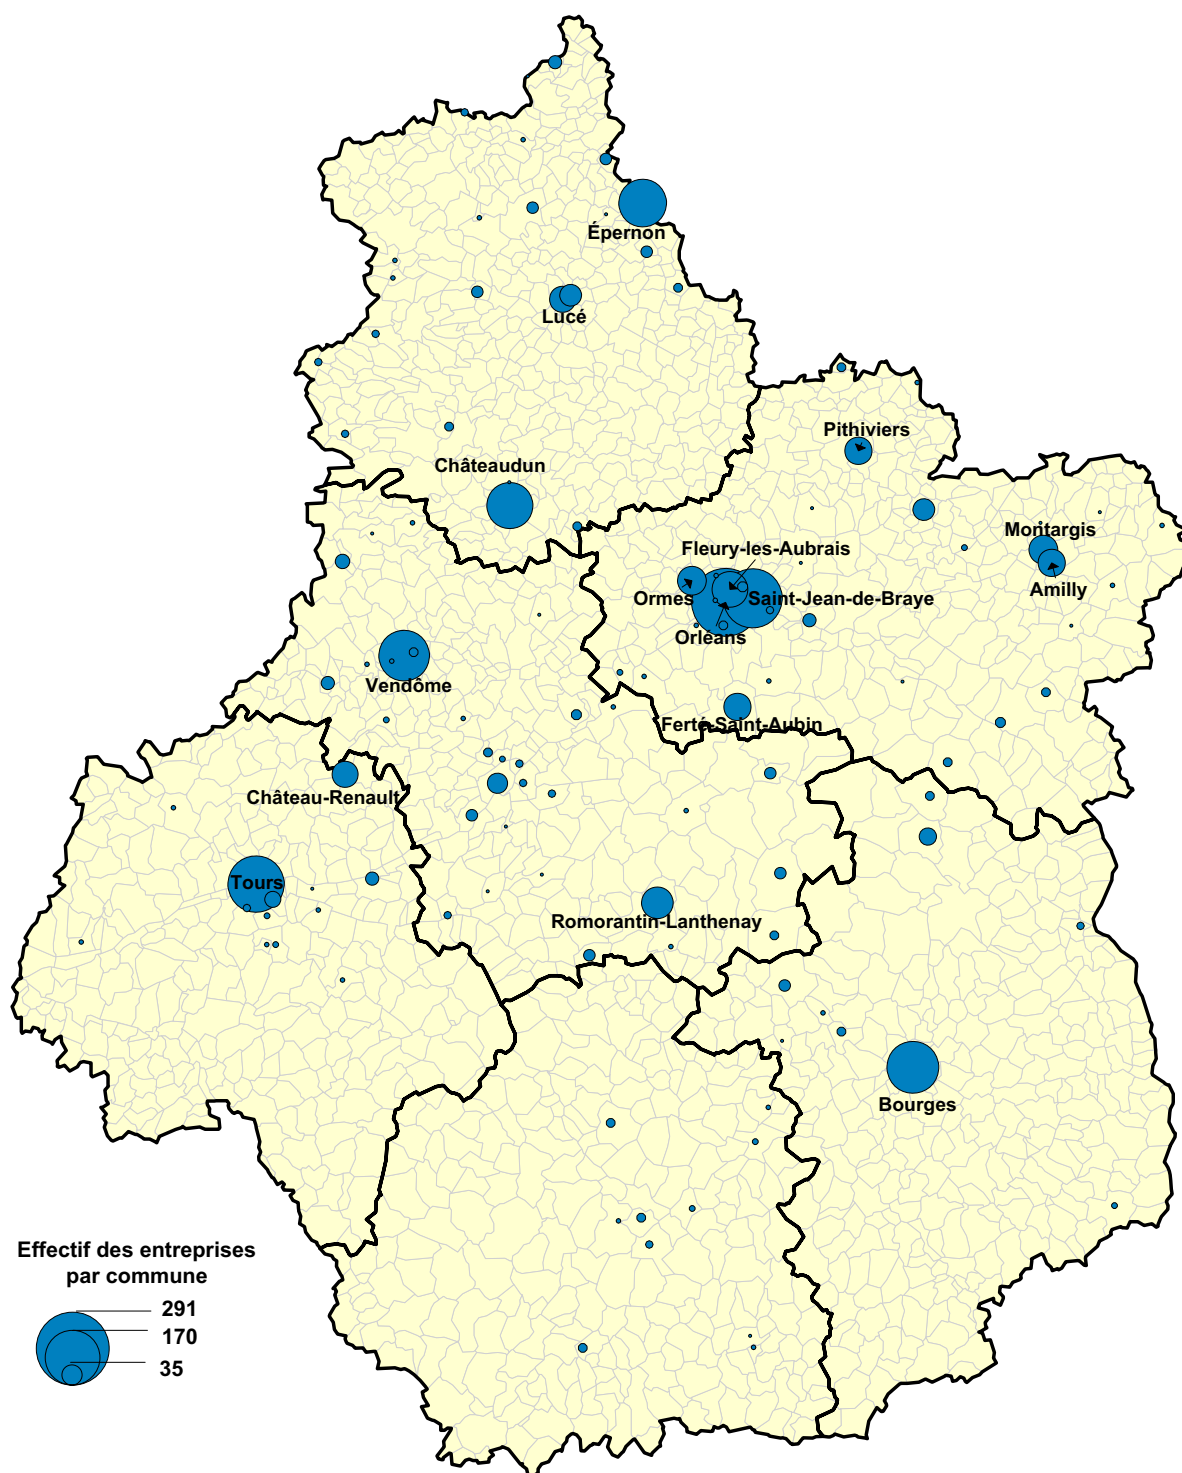 Épernon
Lucé
Châteaudun
Pithiviers
Montargis
Fleury-les-Aubrais
Amilly
Ormes
Saint-Jean-de-Braye
Orléans
Vendôme
Ferté-Saint-Aubin
Château-Renault
Tours
Romorantin-Lanthenay
Bourges
Effectif des entreprises
par commune
291
170
35